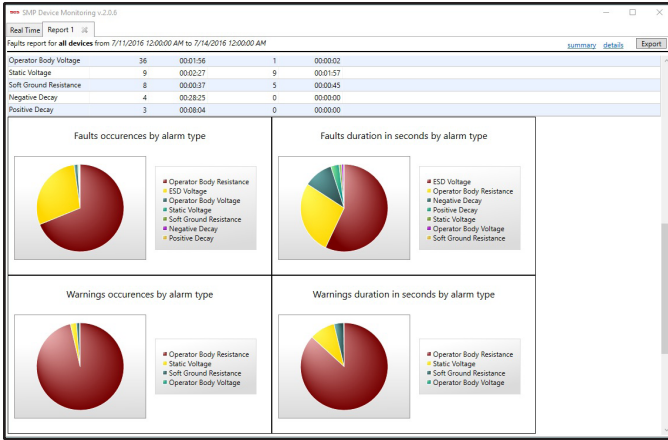 SMP Device Monitoring v.2.0.6
Real Time Report 1
Faults report for all devices from 7/11/2016 12:00:00 AM to 7/14/2016 12:00:00 AM summary details Export
Operator Body Voltage 36 00:01:56 1 00:00:02
Static Voltage 9 00:02:27 9 00:01:57
Soft Ground Resistance 8 00:00:37 5 00:00:45
Negative Decay 4 00:28:25 0 00:00:00
Positive Decay 3 00:08:04 0 00:00:00
Faults occurences by alarm type
Operator Body Resistance
ESD Voltage
Operator Body Voltage
Static Voltage
Soft Ground Resistance
Negative Decay
Positive Decay
Faults duration in seconds by alarm type
ESD Voltage
Operator Body Resistance
Negative Decay
Positive Decay
Static Voltage
Operator Body Voltage
Soft Ground Resistance
Warnings occurences by alarm type
Operator Body Resistance
Static Voltage
Soft Ground Resistance
Operator Body Voltage
Warnings duration in seconds by alarm type
Operator Body Resistance
Static Voltage
Soft Ground Resistance
Operator Body Voltage